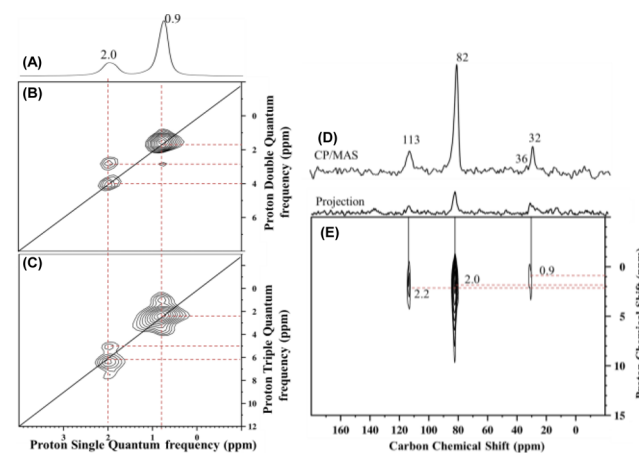 0.9
2.0
(A)
(B)
0
2
4
6
Proton Double Quantum
frequency (ppm)
(C)
0
2
4
6
8
10
12
Proton Triple Quantum
frequency (ppm)
3 2 1 0
Proton Single Quantum frequency (ppm)
82
(D)
113
36
32
CP/MAS
Projection
(E)
0.9
2.0
2.2
0
5
10
15
160 140 120 100 80 60 40 20 0
Carbon Chemical Shift (ppm)